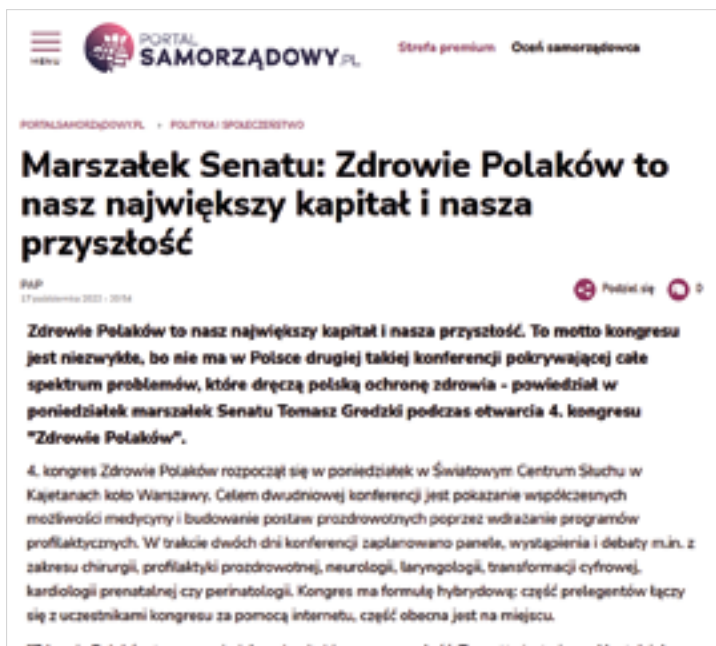 MENU
PORTAL
SAMORZĄDOWY.PL
Strefa premium Oceń samorządowca
PORTALSAMORZĄDOWY.PL › POLITYKA I SPOŁECZEŃSTWO
Marszałek Senatu: Zdrowie Polaków to
nasz największy kapitał i nasza
przyszłość
PAP
17 października 2022 - 20:54
Podziel się 0
Zdrowie Polaków to nasz największy kapitał i nasza przyszłość. To motto kongresu
jest niezwykłe, bo nie ma w Polsce drugiej takiej konferencji pokrywającej całe
spektrum problemów, które dręczą polską ochronę zdrowia - powiedział w
poniedziałek marszałek Senatu Tomasz Grodzki podczas otwarcia 4. kongresu
"Zdrowie Polaków".
4. kongres Zdrowie Polaków rozpoczął się w poniedziałek w Światowym Centrum Słuchu w
Kajetanach koło Warszawy. Celem dwudniowej konferencji jest pokazanie współczesnych
możliwości medycyny i budowanie postaw prozdrowotnych poprzez wdrażanie programów
profilaktycznych. W trakcie dwóch dni konferencji zaplanowano panele, wystąpienia i debaty m.in. z
zakresu chirurgii, profilaktyki prozdrowotnej, neurologii, laryngologii, transformacji cyfrowej,
kardiologii prenatalnej czy perinatologii. Kongres ma formułę hybrydową: część prelegentów łączy
się z uczestnikami kongresu za pomocą internetu, część obecna jest na miejscu.